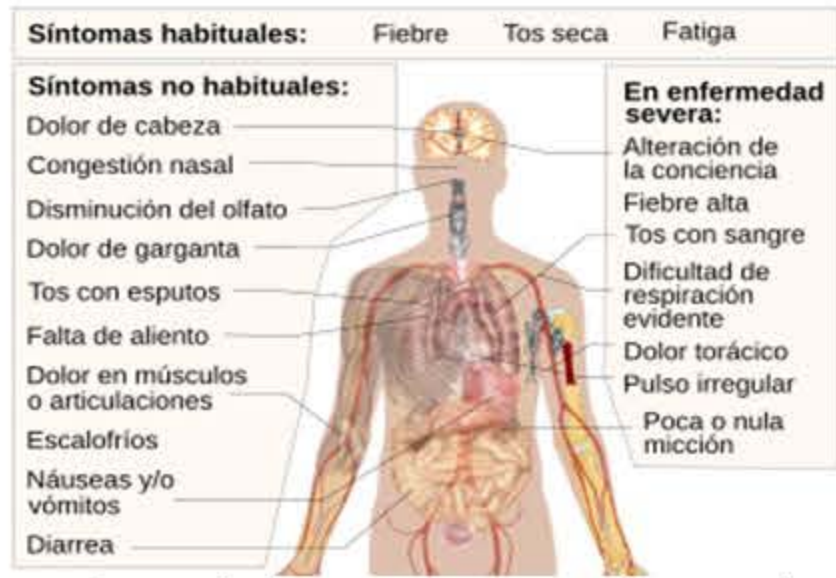 Síntomas habituales: Fiebre Tos seca Fatiga
Síntomas no habituales:
Dolor de cabeza
Congestión nasal
Disminución del olfato
Dolor de garganta
Tos con esputos
Falta de aliento
Dolor en músculos
o articulaciones
Escalofríos
Náuseas y/o
vómitos
Diarrea
En enfermedad
severa:
Alteración de
la conciencia
Fiebre alta
Tos con sangre
Dificultad de
respiración
evidente
Dolor torácico
Pulso irregular
Poca o nula
micción